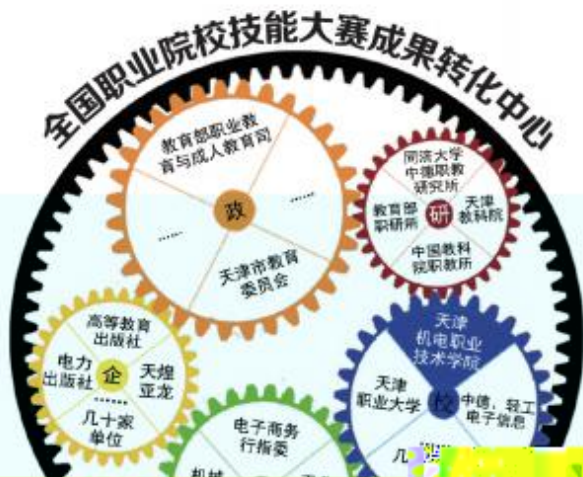 全国职业院校技能大赛成果转化中心
教育部职业教
育与成人教育司
……
……
政
天津市教育
委员会
同济大学
中德职教
研究所
教育部
职研所
研
天津
教科院
中国教科
院职教所
高等教育
出版社
电力
出版社
企
天煌
亚龙
……
几十家
单位
天津
机电职业
技术学院
天津
职业大学
校
中德，轻工
电子信息
几
电子商务
行指委
机械